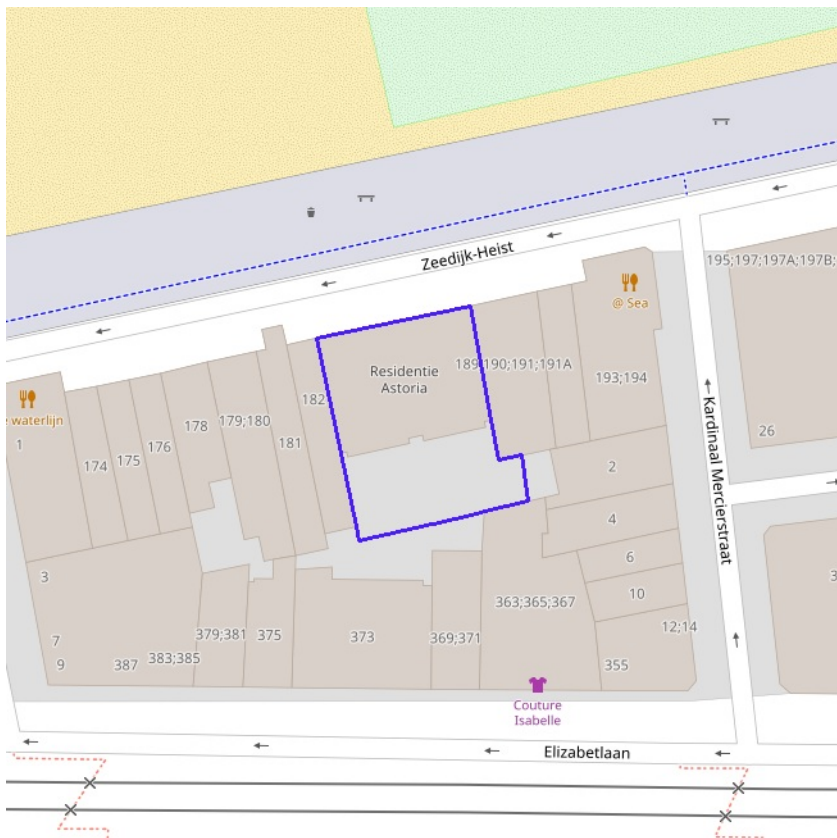 Zeedijk-Heist
195;197;197A;197B;
@ Sea
Residentie
Astoria
189;190;191;191A
193;194
182
waterlijn
1
174
175
176
178
179;180
181
26
2
4
6
10
12;14
Kardinaal Mercierstraat
3
7
9
387
383;385
379;381
375
373
369;371
363;365;367
355
3
Couture
Isabelle
Elizabetlaan